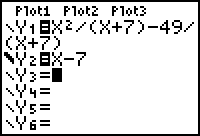 Plot1 Plot2 Plot3
\Y1=X²/(X+7)-49/
(X+7)
\Y2=X-7
\Y3=
\Y4=
\Y5=
\Y6=